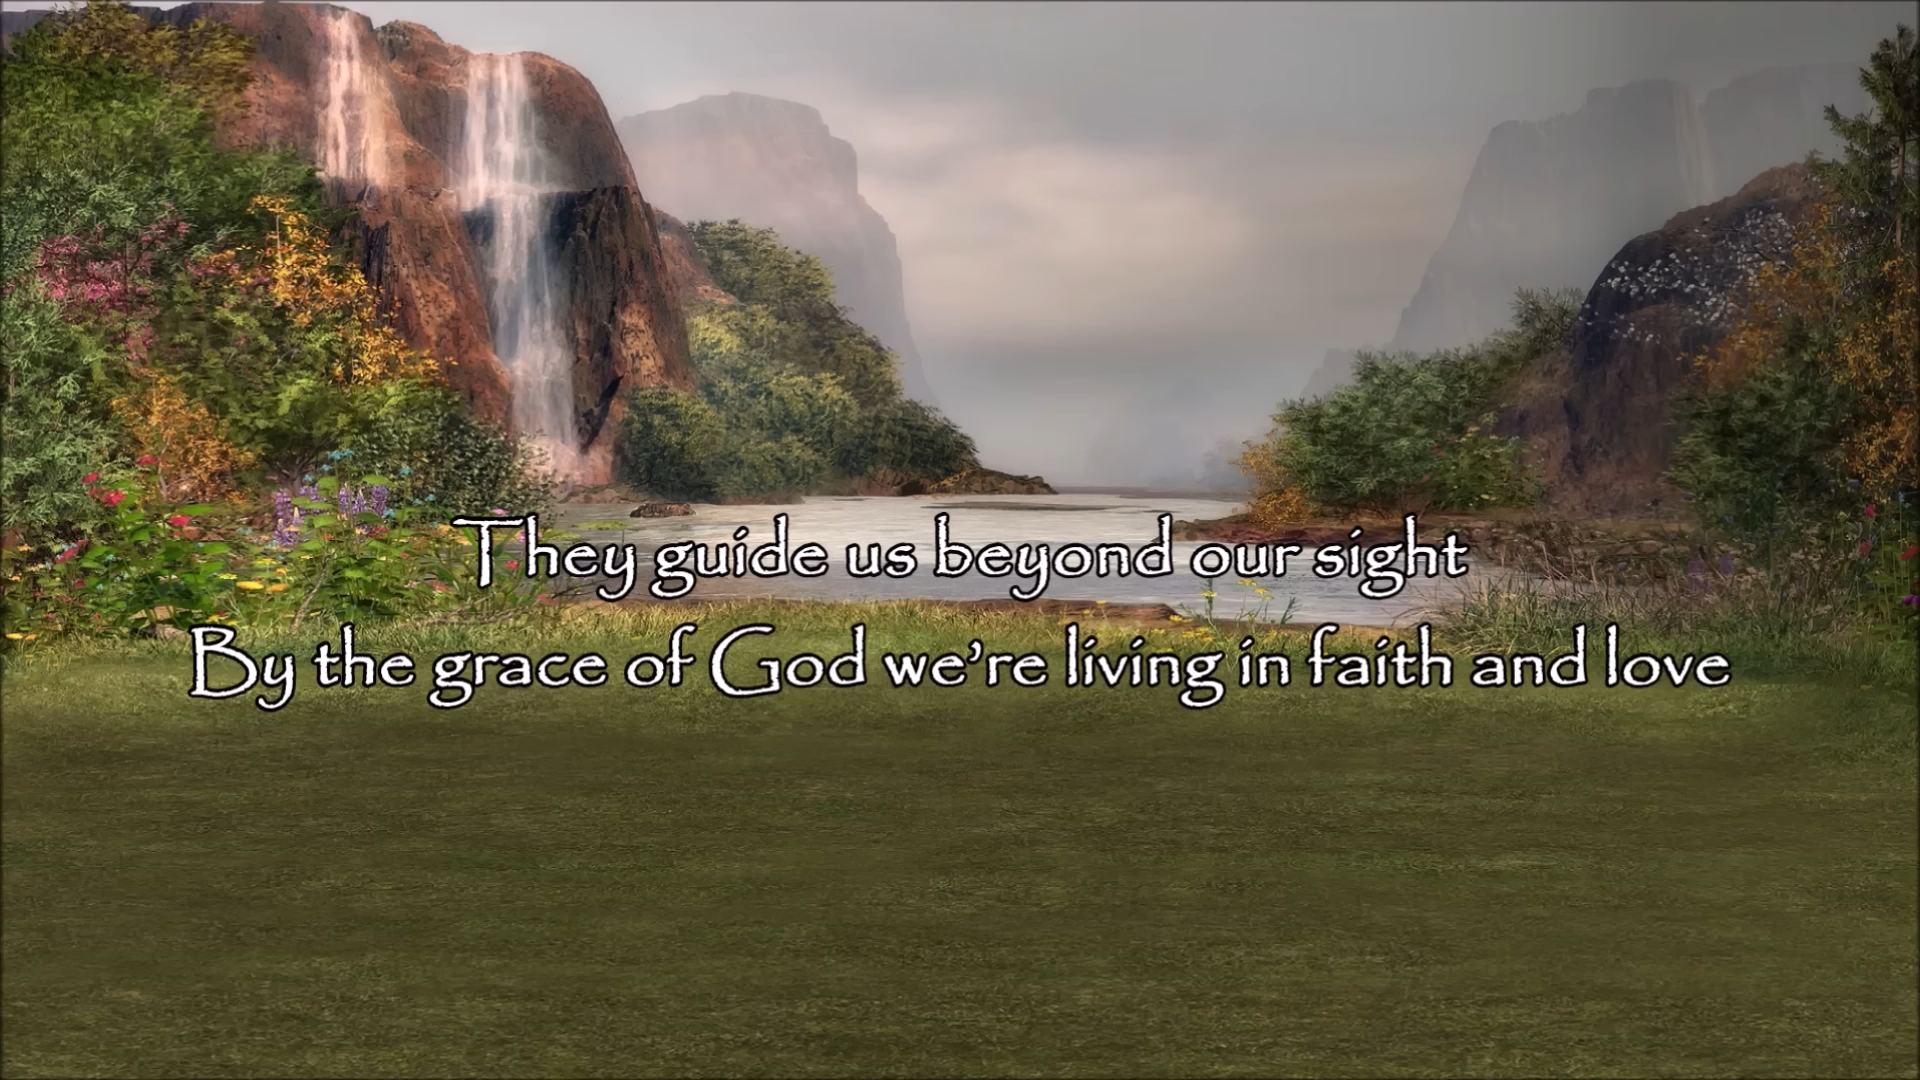 They guide us beyond our sight
By the grace of God we’re living in faith and love